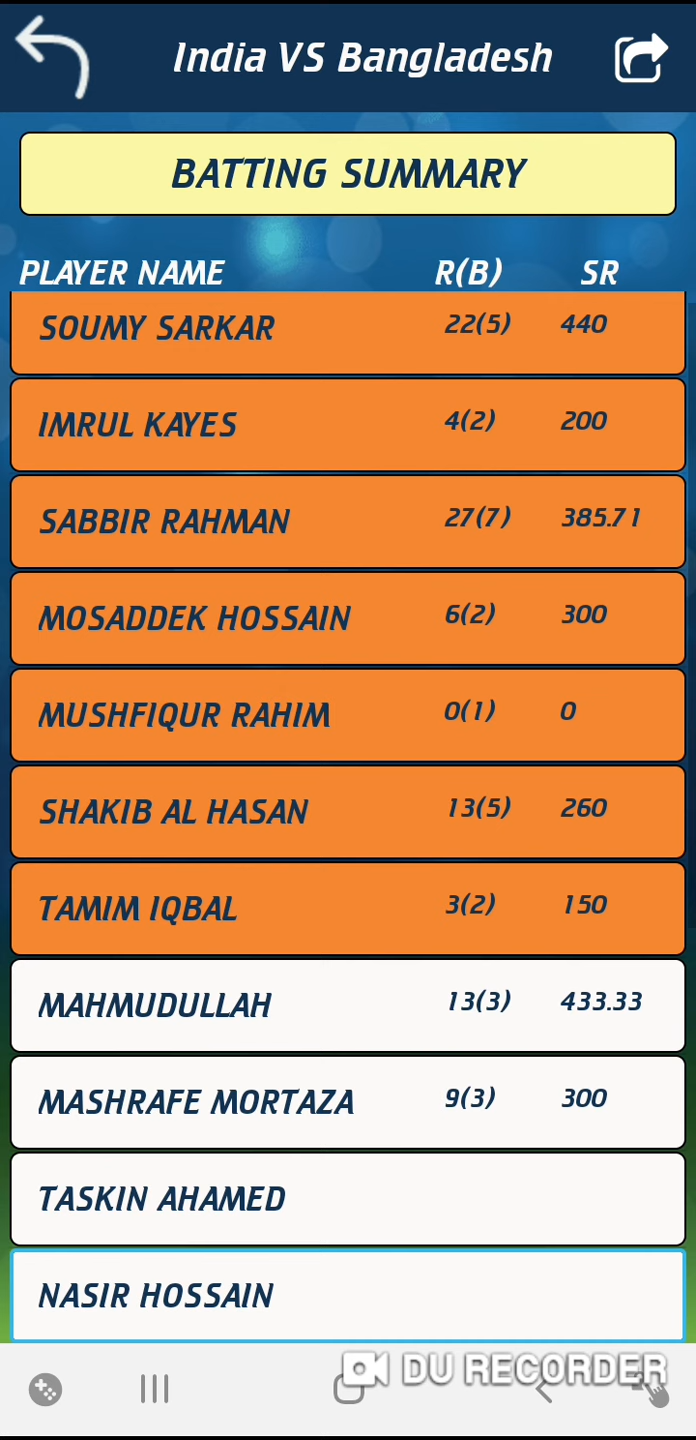 India VS Bangladesh
BATTING SUMMARY
PLAYER NAME R(B) SR
SOUMY SARKAR 22(5) 440
IMRUL KAYES 4(2) 200
SABBIR RAHMAN 27(7) 385.71
MOSADDEK HOSSAIN 6(2) 300
MUSHFIQUR RAHIM 0(1) 0
SHAKIB AL HASAN 13(5) 260
TAMIM IQBAL 3(2) 150
MAHMUDULLAH 13(3) 433.33
MASHRAFE MORTAZA 9(3) 300
TASKIN AHAMED
NASIR HOSSAIN
DU RECORDER